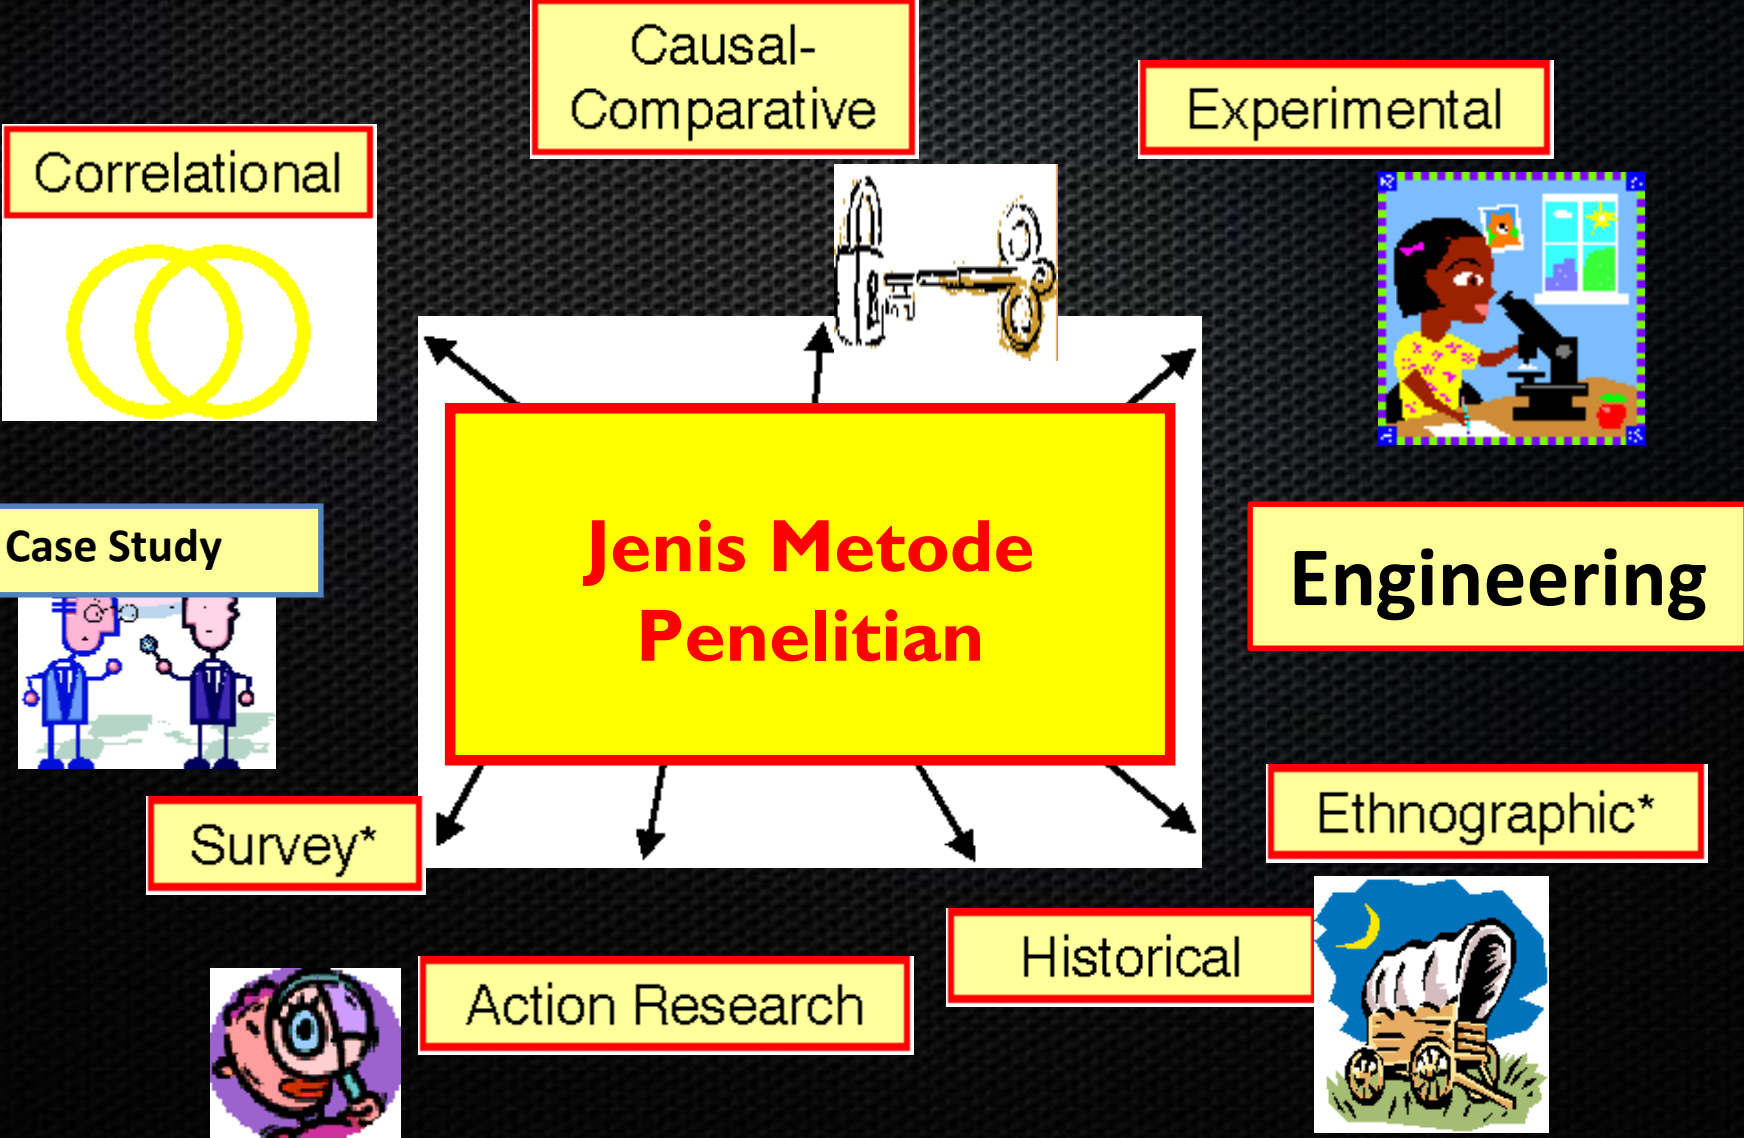 Causal-
Comparative
Experimental
Correlational
Case Study
Jenis Metode
Penelitian
Engineering
Survey*
Ethnographic*
Action Research
Historical